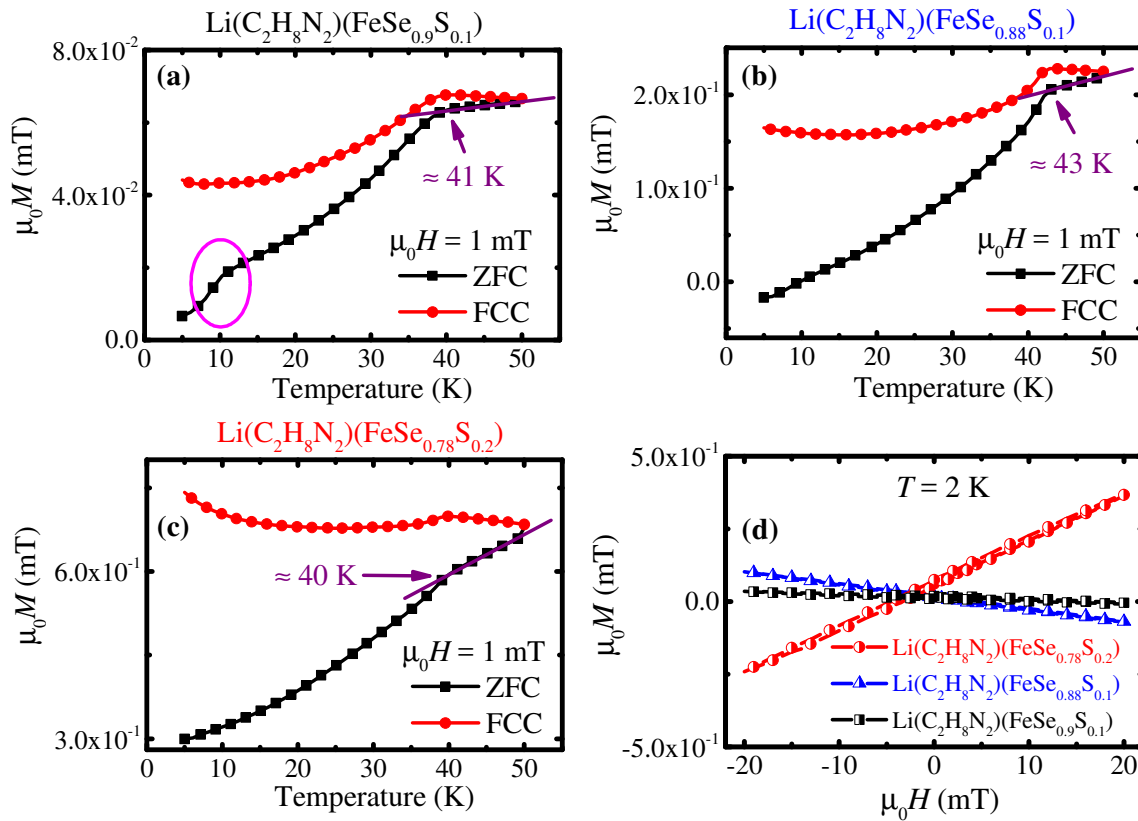 Li(C₂H₈N₂)(FeSe₀.₉S₀.₁)
(a)
8.0x10⁻²
4.0x10⁻²
0.0
μ₀M (mT)
≈ 41 K
μ₀H = 1 mT
ZFC
FCC
0 10 20 30 40 50
Temperature (K)
Li(C₂H₈N₂)(FeSe₀.₈₈S₀.₁)
(b)
2.0x10⁻¹
1.0x10⁻¹
0.0
μ₀M (mT)
≈ 43 K
μ₀H = 1 mT
ZFC
FCC
0 10 20 30 40 50
Temperature (K)
Li(C₂H₈N₂)(FeSe₀.₇₈S₀.₂)
(c)
6.0x10⁻¹
3.0x10⁻¹
μ₀M (mT)
≈ 40 K
μ₀H = 1 mT
ZFC
FCC
0 10 20 30 40 50
Temperature (K)
5.0x10⁻¹
0.0
-5.0x10⁻¹
μ₀M (mT)
T = 2 K
(d)
Li(C₂H₈N₂)(FeSe₀.₇₈S₀.₂)
Li(C₂H₈N₂)(FeSe₀.₈₈S₀.₁)
Li(C₂H₈N₂)(FeSe₀.₉S₀.₁)
-20 -10 0 10 20
μ₀H (mT)